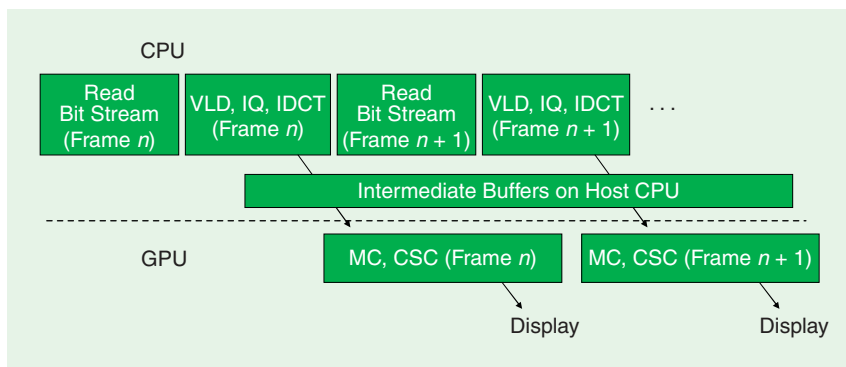 CPU
Read
Bit Stream
(Frame n)
VLD, IQ, IDCT
(Frame n)
Read
Bit Stream
(Frame n + 1)
VLD, IQ, IDCT
(Frame n + 1)
...
Intermediate Buffers on Host CPU
GPU
MC, CSC (Frame n)
MC, CSC (Frame n + 1)
Display
Display